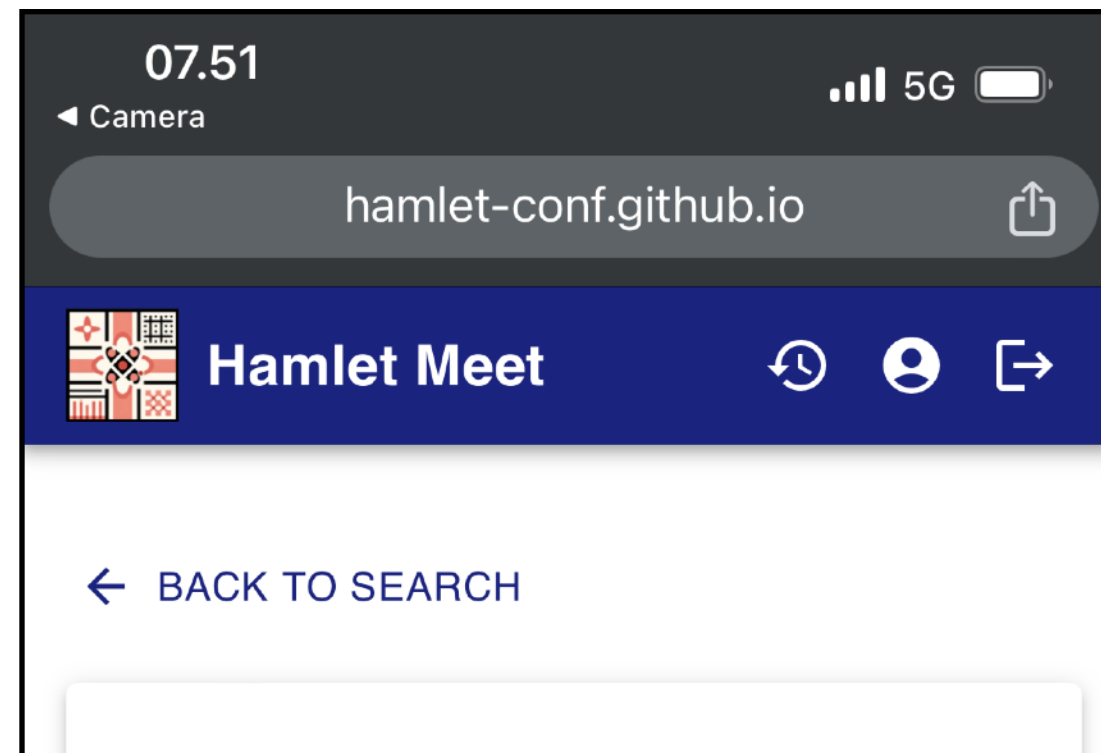 07.51
◀ Camera
5G
hamlet-conf.github.io
Hamlet Meet
← BACK TO SEARCH